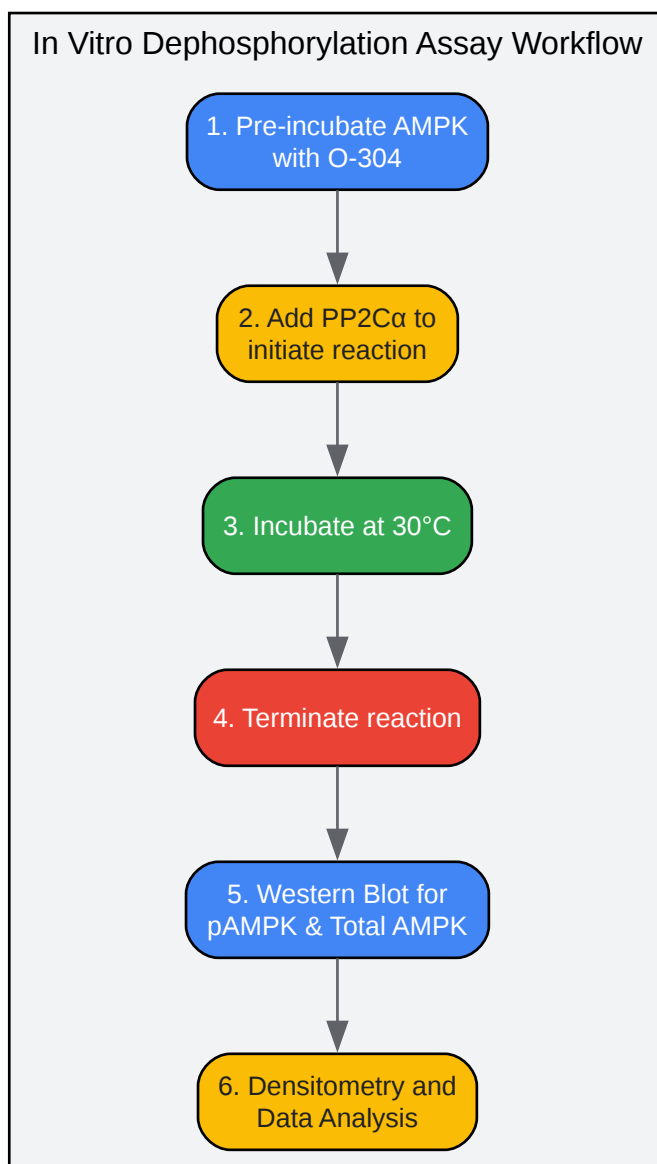 In Vitro Dephosphorylation Assay Workflow
1. Pre-incubate AMPK
with O-304
2. Add PP2Cα to
initiate reaction
3. Incubate at 30°C
4. Terminate reaction
5. Western Blot for
pAMPK & Total AMPK
6. Densitometry and
Data Analysis